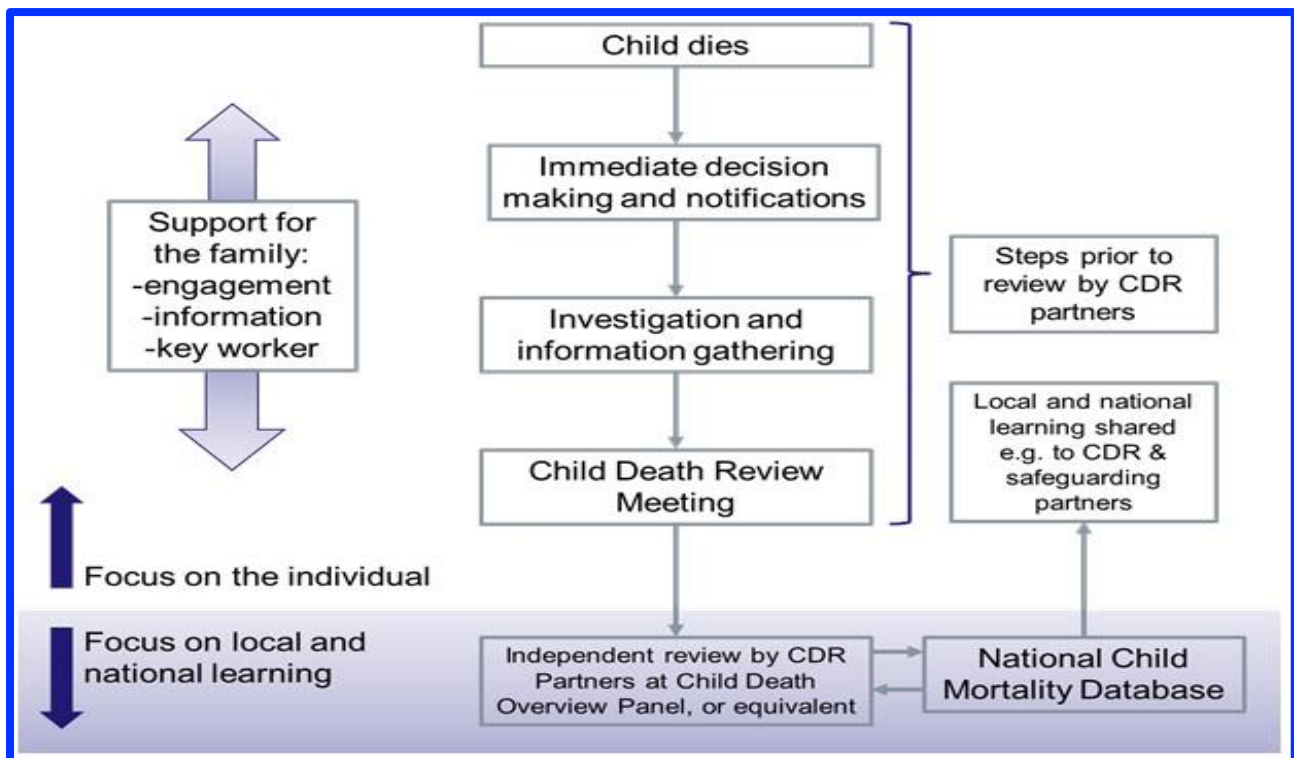 Child dies
Immediate decision
making and notifications
Support for
the family:
-engagement
-information
-key worker
Steps prior to
review by CDR
partners
Investigation and
information gathering
Local and national
learning shared
e.g. to CDR &
safeguarding
partners
Child Death Review
Meeting
Focus on the individual
Focus on local and
national learning
Independent review by CDR
Partners at Child Death
Overview Panel, or equivalent
National Child
Mortality Database